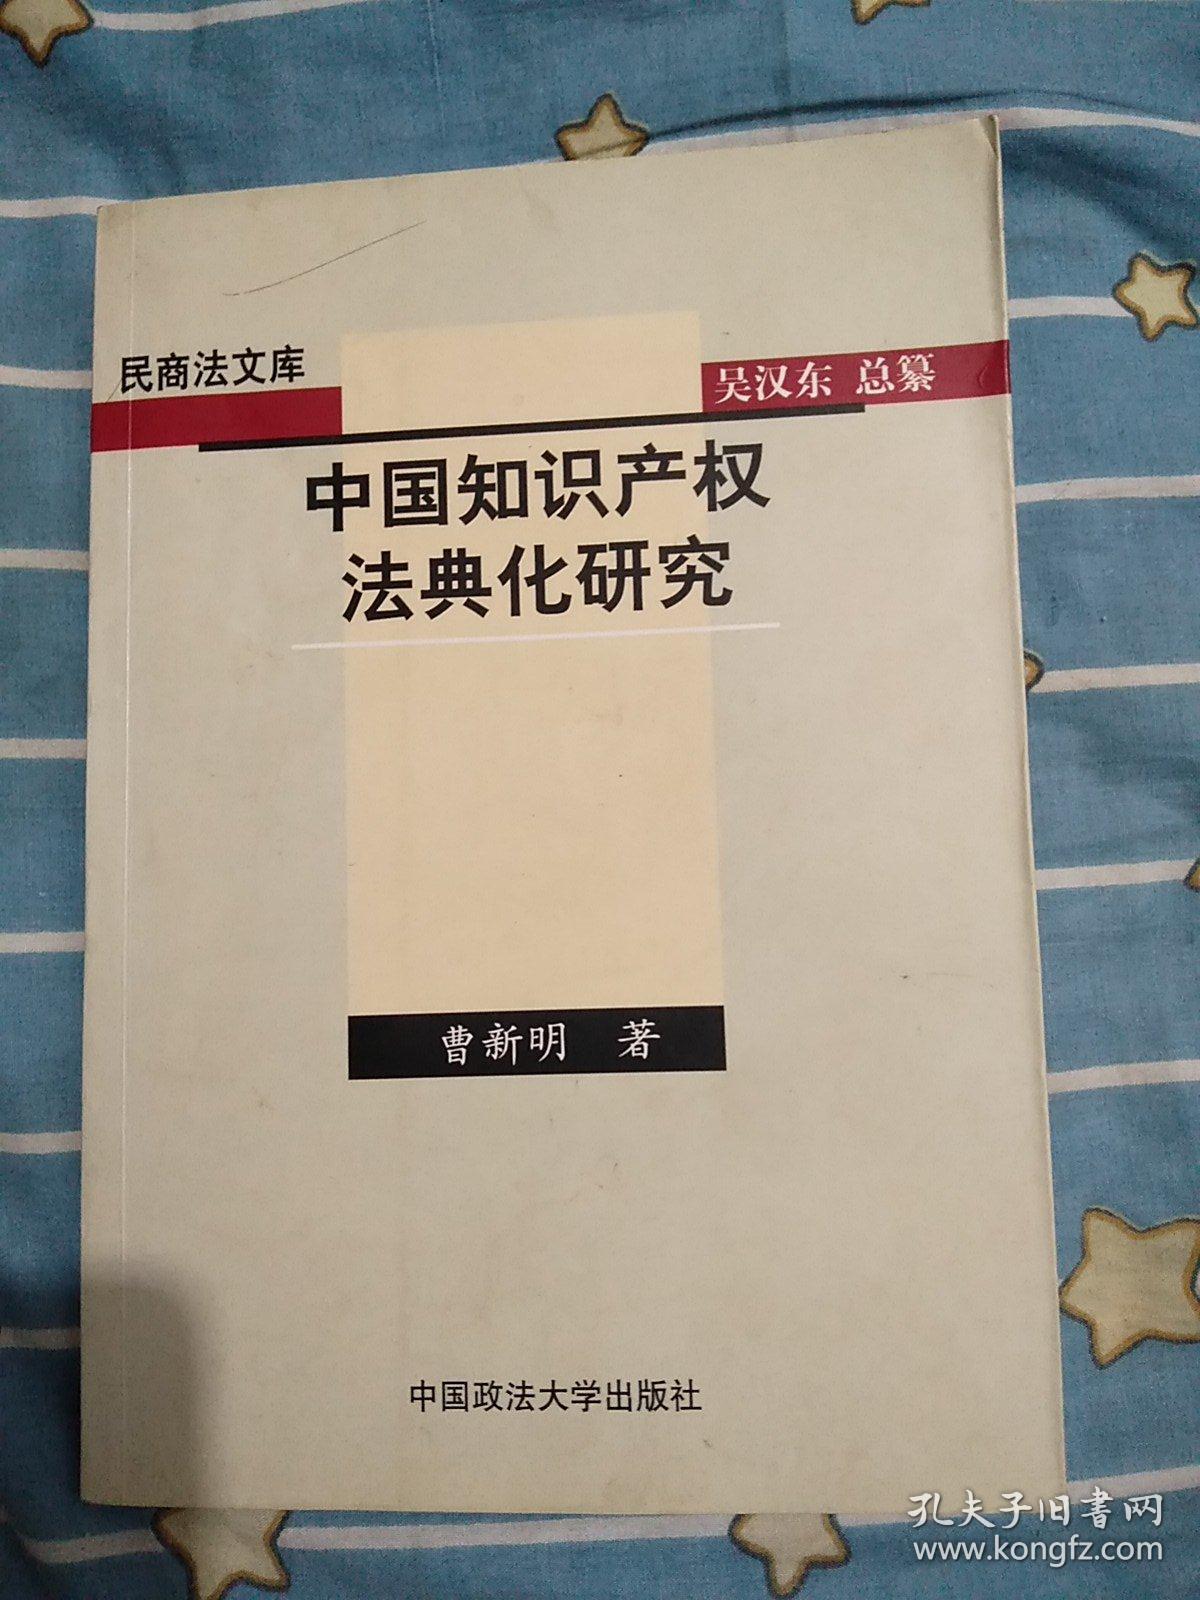 民商法文库
吴汉东 总纂
中国知识产权
法典化研究
曹新明 著
中国政法大学出版社
孔夫子旧书网
www.kongfz.com